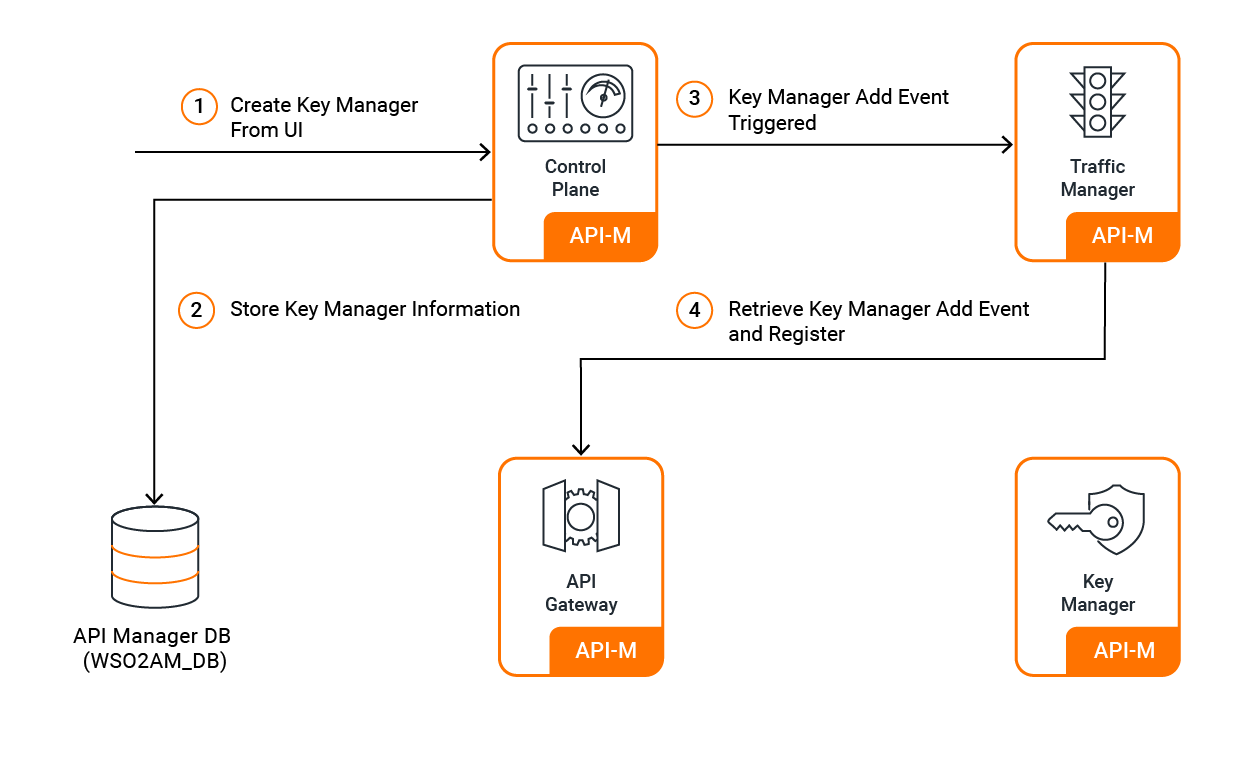 1
Create Key Manager
From UI
Control
Plane
API-M
3
Key Manager Add Event
Triggered
Traffic
Manager
API-M
2
Store Key Manager Information
4
Retrieve Key Manager Add Event
and Register
API Manager DB
(WSO2AM_DB)
API
Gateway
API-M
Key
Manager
API-M